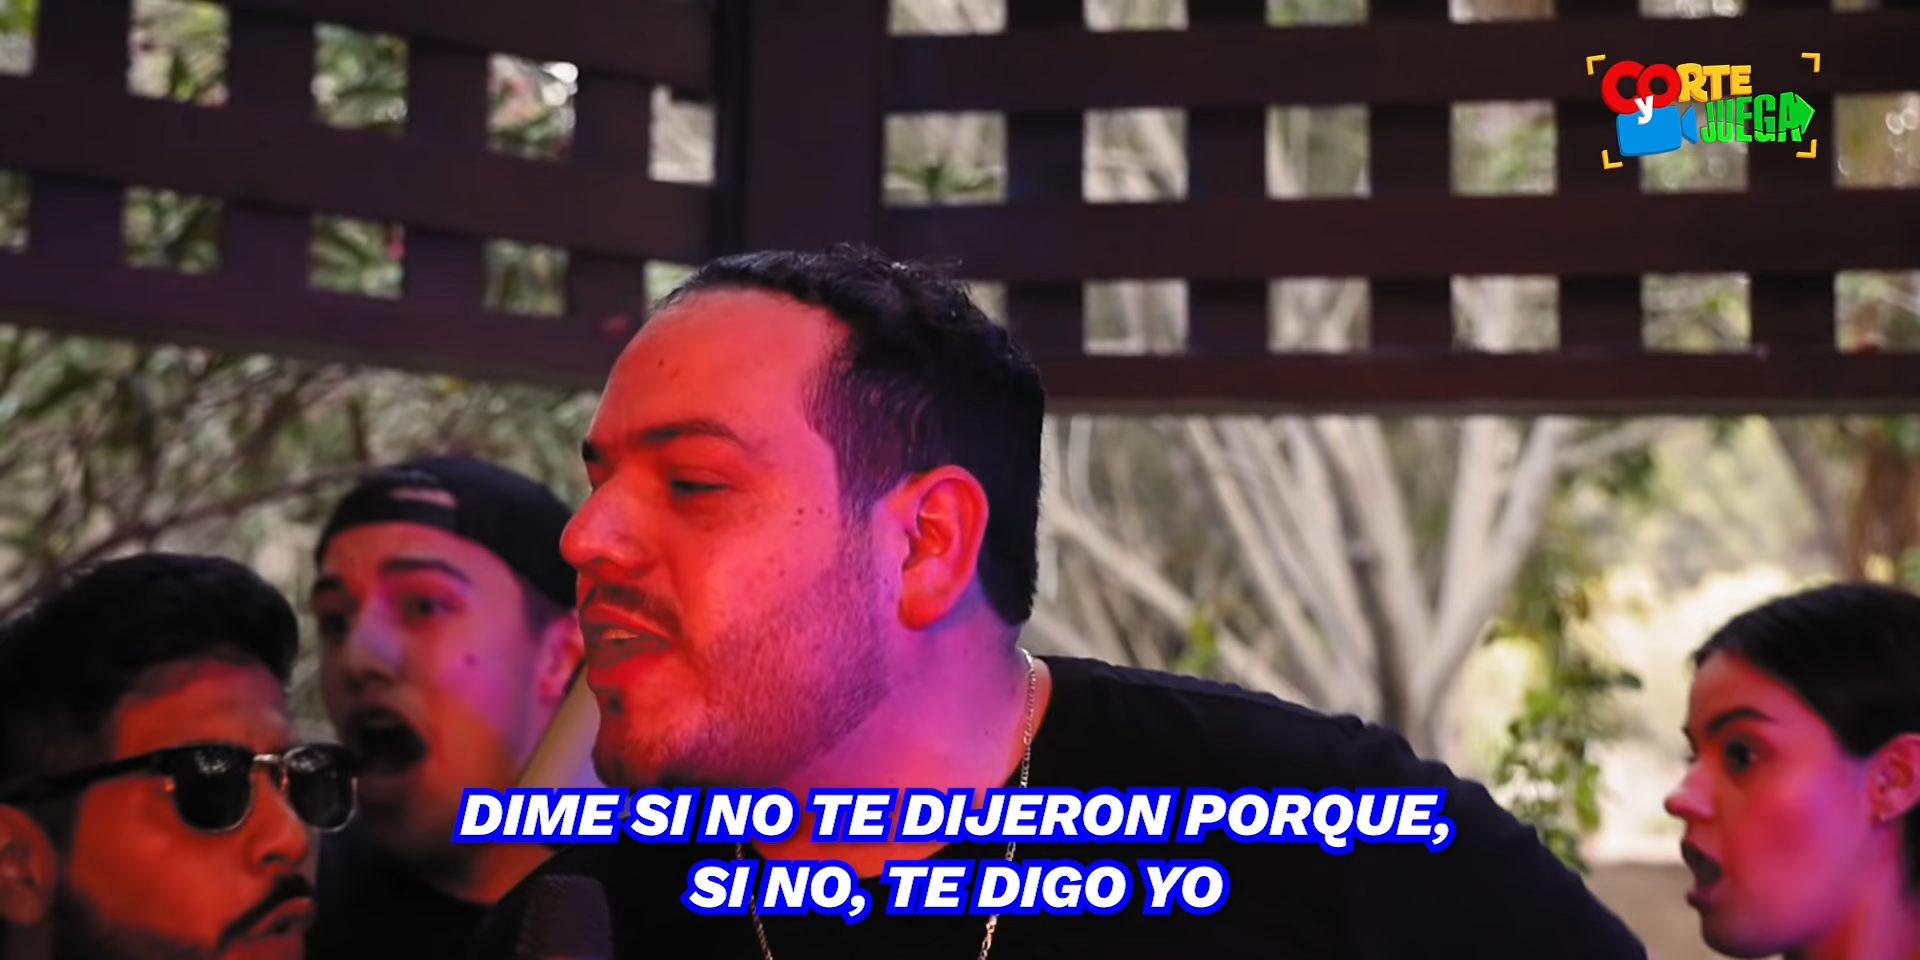 CORTE
y JUEGA
DIME SI NO TE DIJERON PORQUE,
SI NO, TE DIGO YO